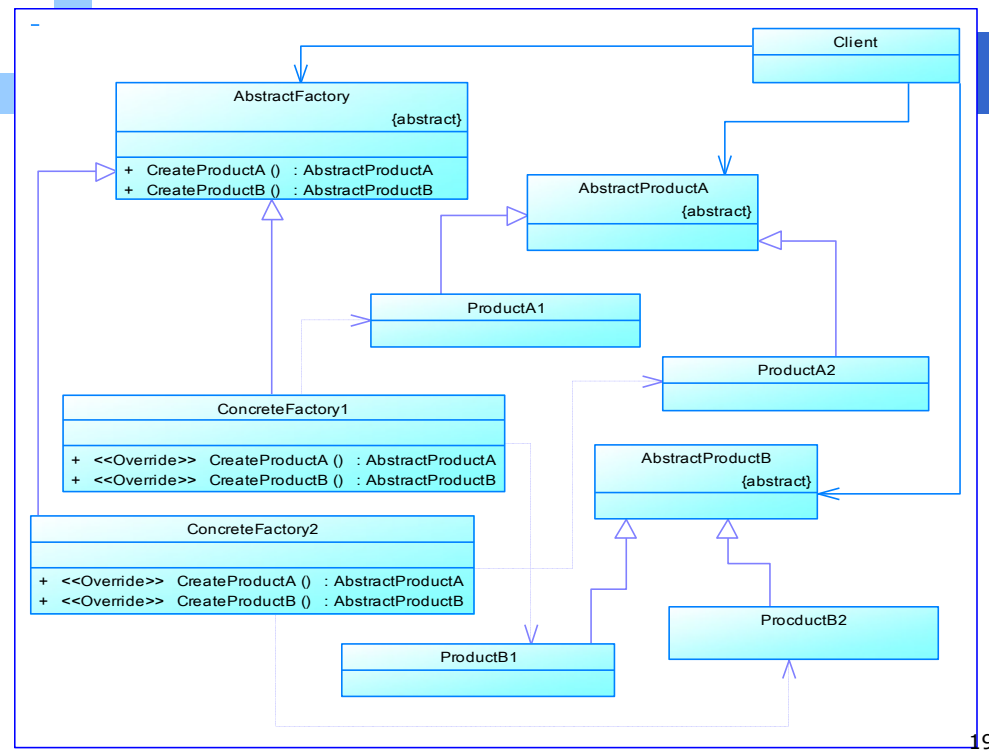 Client
AbstractFactory
{abstract}
+ CreateProductA () : AbstractProductA
+ CreateProductB () : AbstractProductB
AbstractProductA
{abstract}
ProductA1
ProductA2
ConcreteFactory1
+ <<Override>> CreateProductA () : AbstractProductA
+ <<Override>> CreateProductB () : AbstractProductB
AbstractProductB
{abstract}
ConcreteFactory2
+ <<Override>> CreateProductA () : AbstractProductA
+ <<Override>> CreateProductB () : AbstractProductB
ProcductB2
ProductB1
19